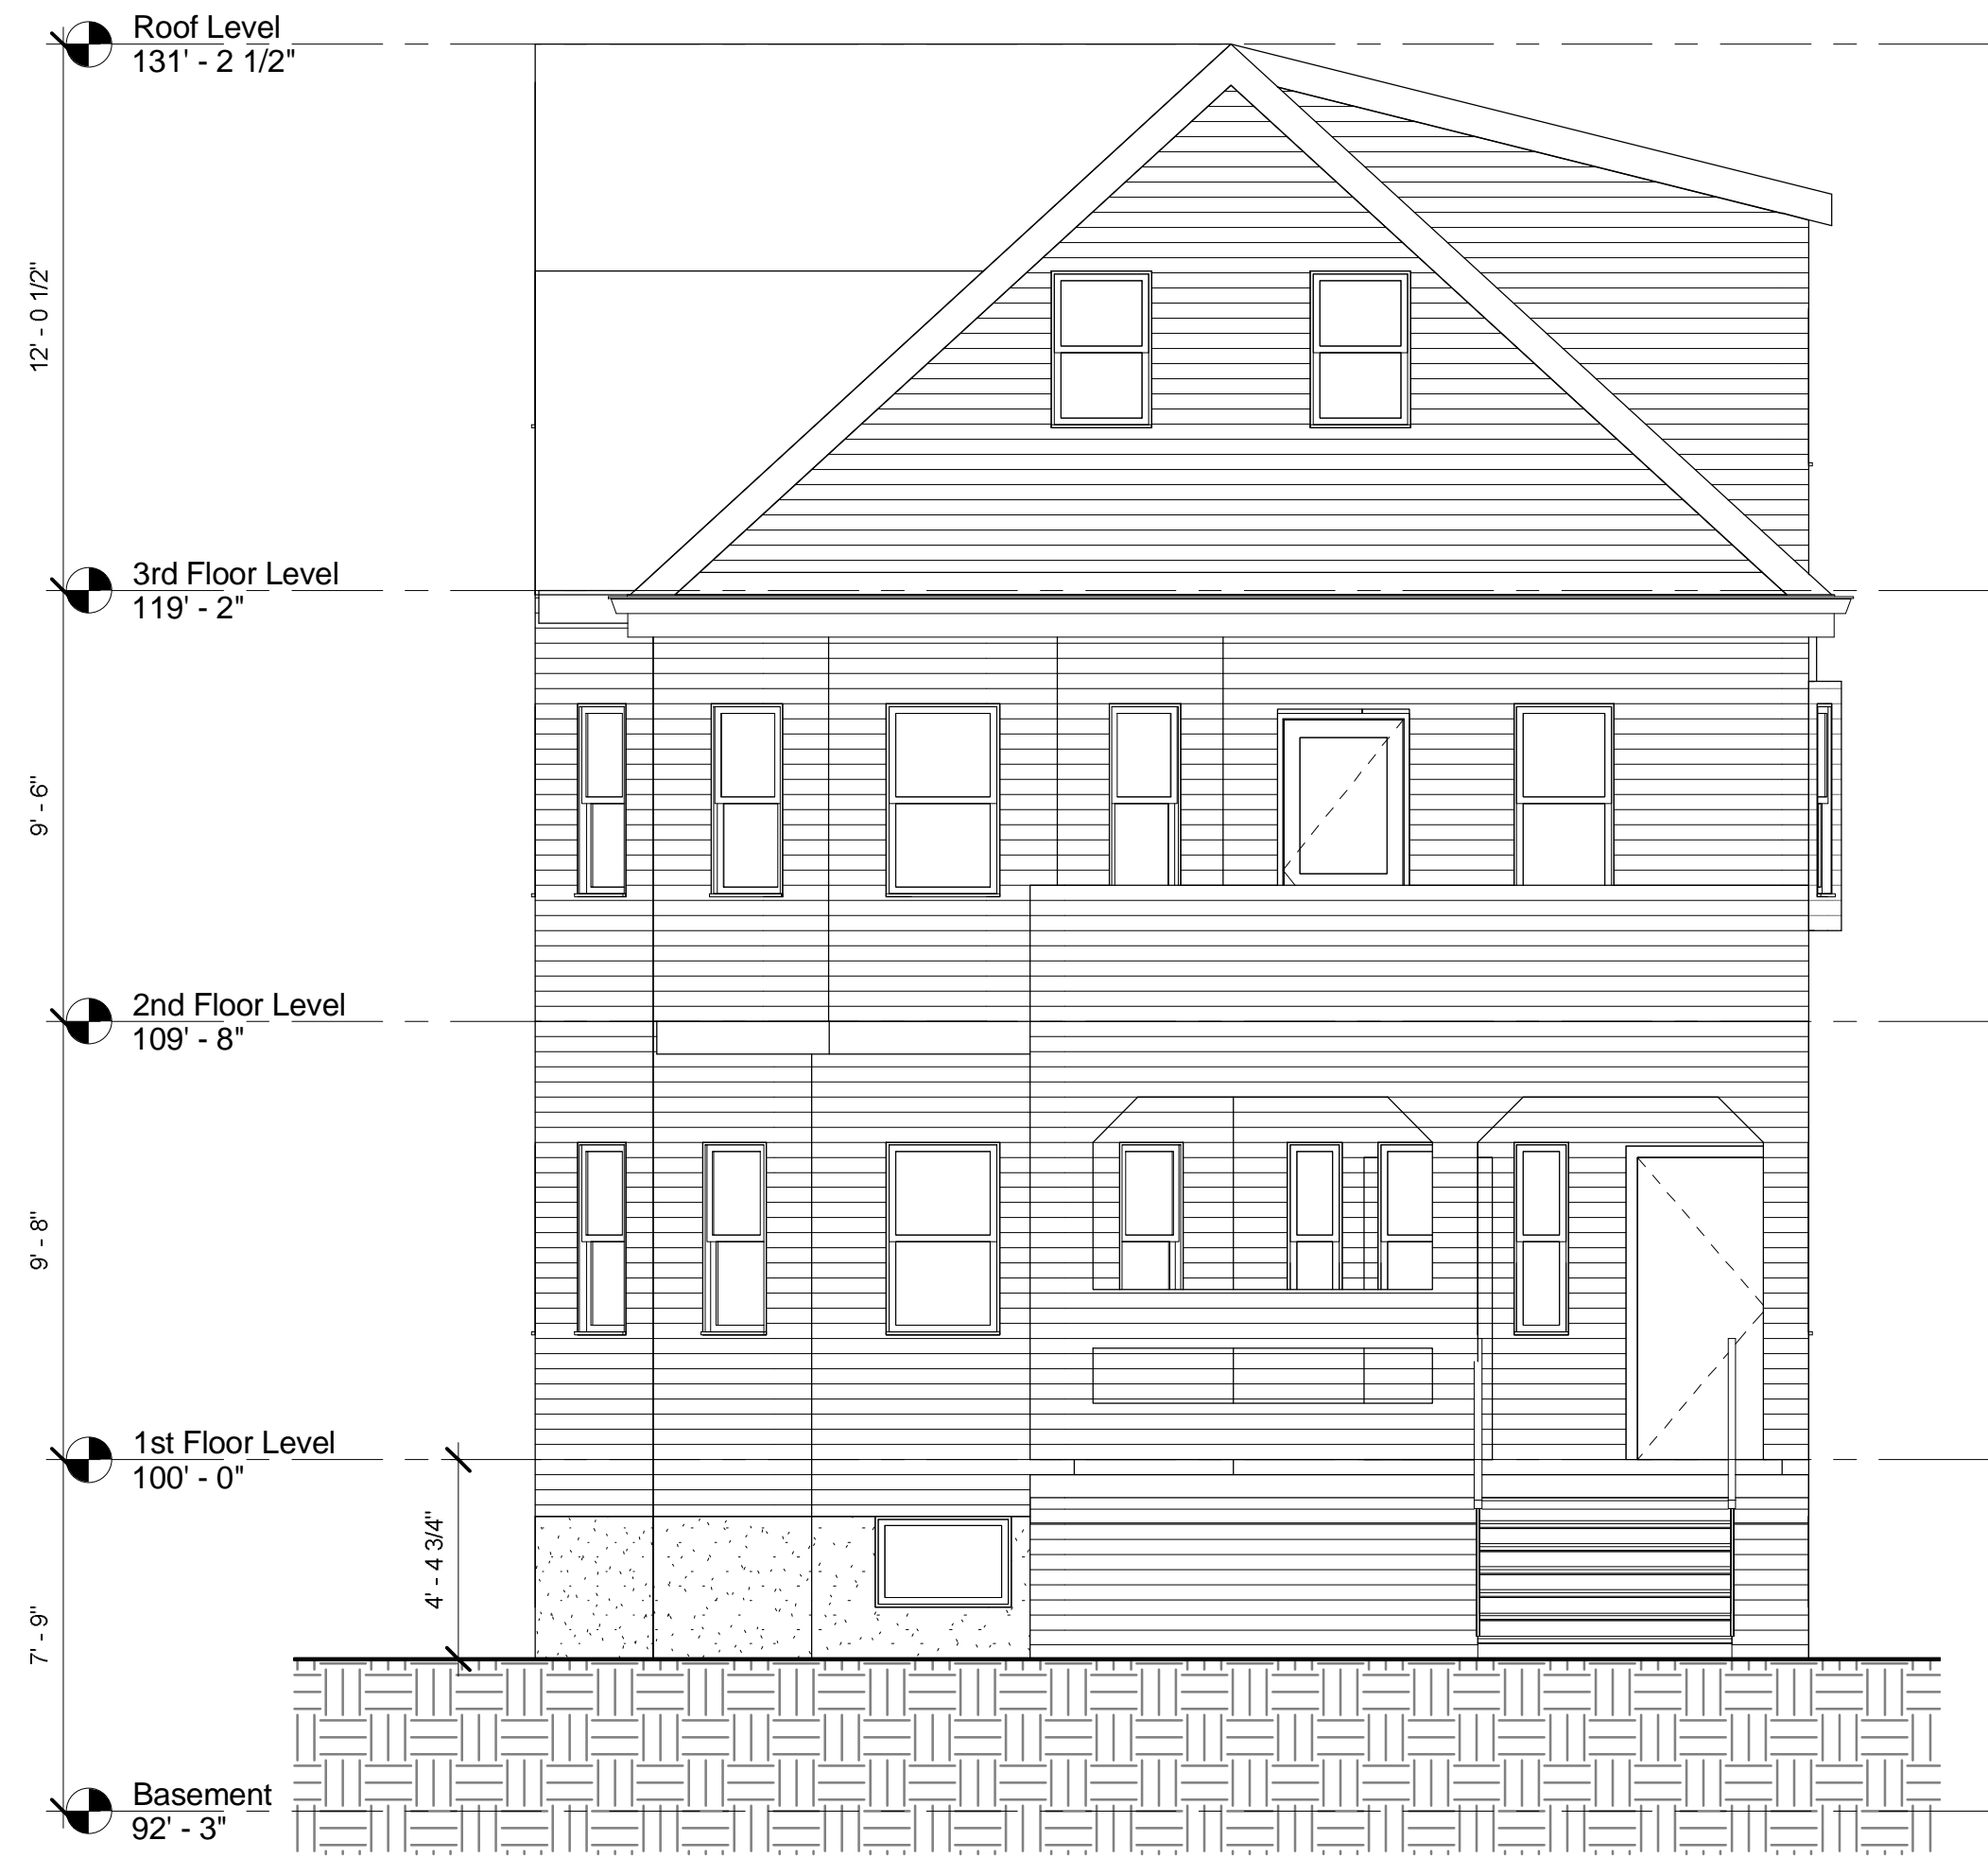 Roof Level
131' - 2 1/2"
12' - 0 1/2"
3rd Floor Level
119' - 2"
9' - 6"
2nd Floor Level
109' - 8"
9' - 8"
1st Floor Level
100' - 0"
4' - 4 3/4"
7' - 9"
Basement
92' - 3"